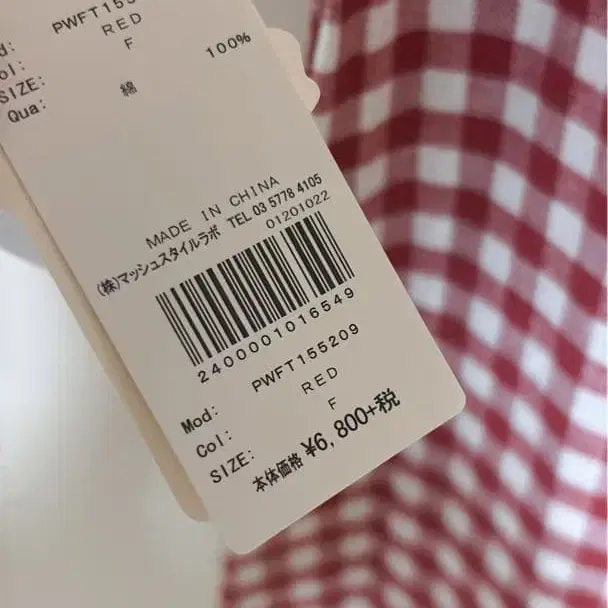 d: PWFT155
ol: RED
SIZE: F
Qua: 綿 100%
MADE IN CHINA
(株)マッシュスタイルラボ TEL 03 5778 4105
01201022
2400001016549
Mod: PWFT155209
Col: RED
SIZE: F
本体価格 ¥6,800+税